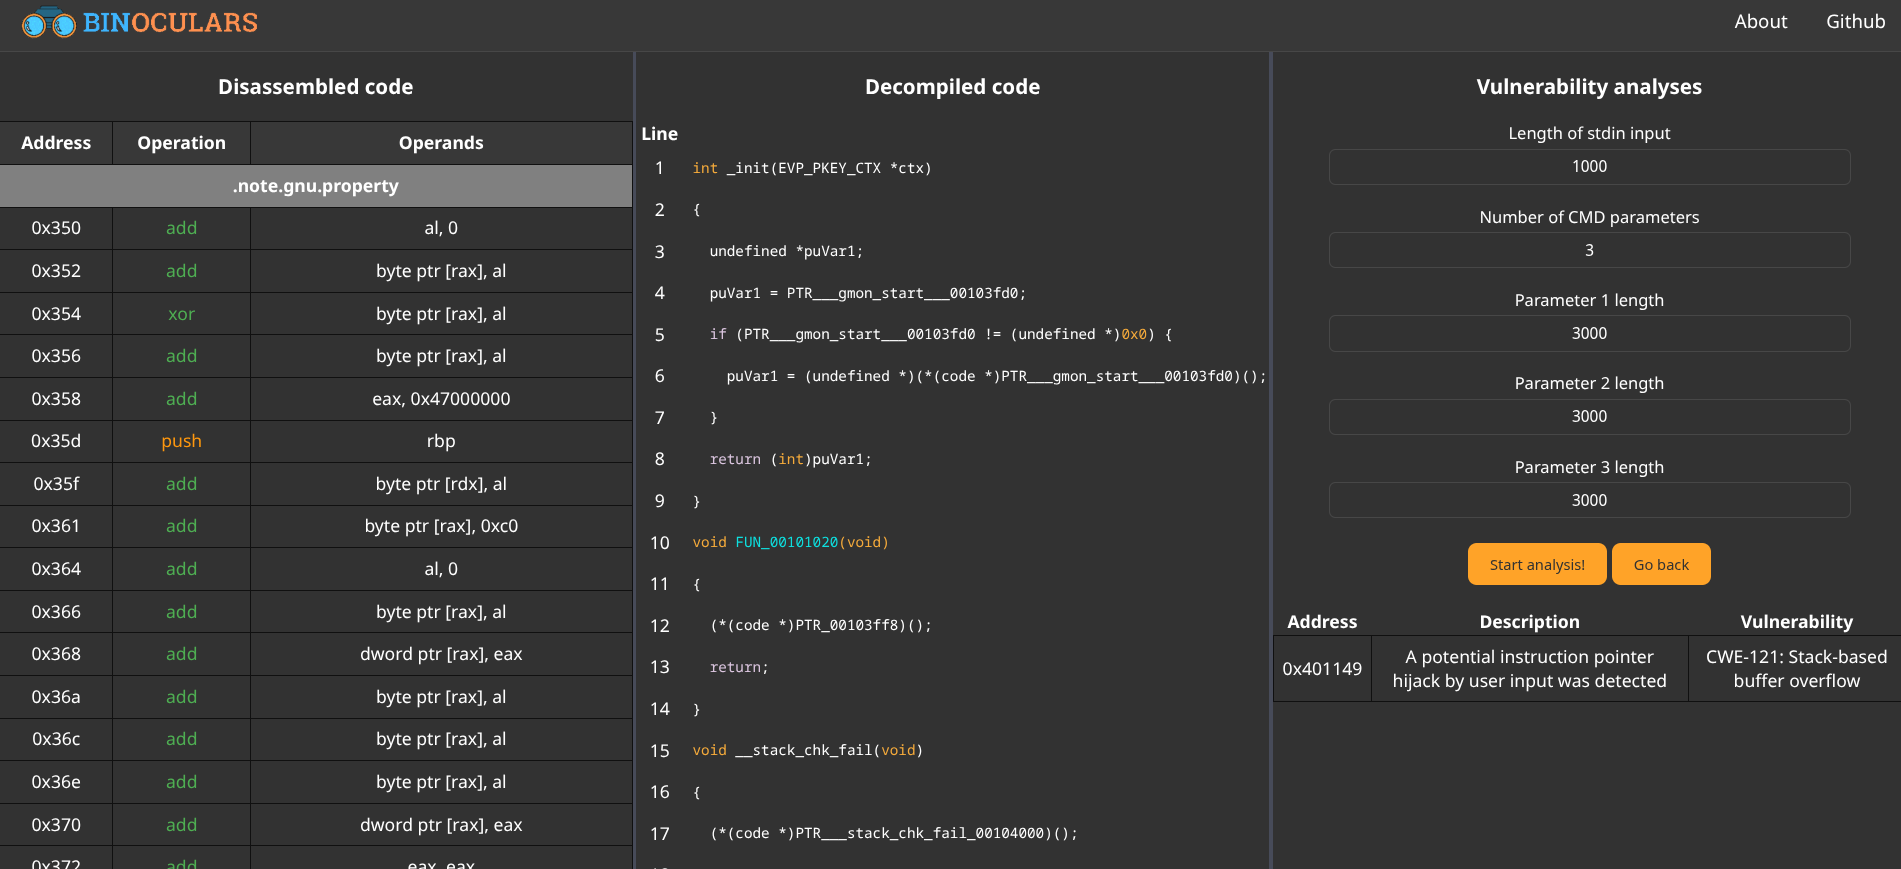 BINOCULARS
About Github
Disassembled code
Address Operation Operands
.note.gnu.property
0x350 add al, 0
0x352 add byte ptr [rax], al
0x354 xor byte ptr [rax], al
0x356 add byte ptr [rax], al
0x358 add eax, 0x47000000
0x35d push rbp
0x35f add byte ptr [rdx], al
0x361 add byte ptr [rax], 0xc0
0x364 add al, 0
0x366 add byte ptr [rax], al
0x368 add dword ptr [rax], eax
0x36a add byte ptr [rax], al
0x36c add byte ptr [rax], al
0x36e add byte ptr [rax], al
0x370 add dword ptr [rax], eax
0x372 add eax, eax
Decompiled code
Line
1 int _init(EVP_PKEY_CTX *ctx)
2 {
3 undefined *puVar1;
4 puVar1 = PTR___gmon_start___00103fd0;
5 if (PTR___gmon_start___00103fd0 != (undefined *)0x0) {
6 puVar1 = (undefined *)(*(code *)PTR___gmon_start___00103fd0)();
7 }
8 return (int)puVar1;
9 }
10 void FUN_00101020(void)
11 {
12 (*(code *)PTR_00103ff8)();
13 return;
14 }
15 void __stack_chk_fail(void)
16 {
17 (*(code *)PTR___stack_chk_fail_00104000)();
Vulnerability analyses
Length of stdin input
1000
Number of CMD parameters
3
Parameter 1 length
3000
Parameter 2 length
3000
Parameter 3 length
3000
Start analysis! Go back
Address Description Vulnerability
0x401149 A potential instruction pointer hijack by user input was detected CWE-121: Stack-based buffer overflow